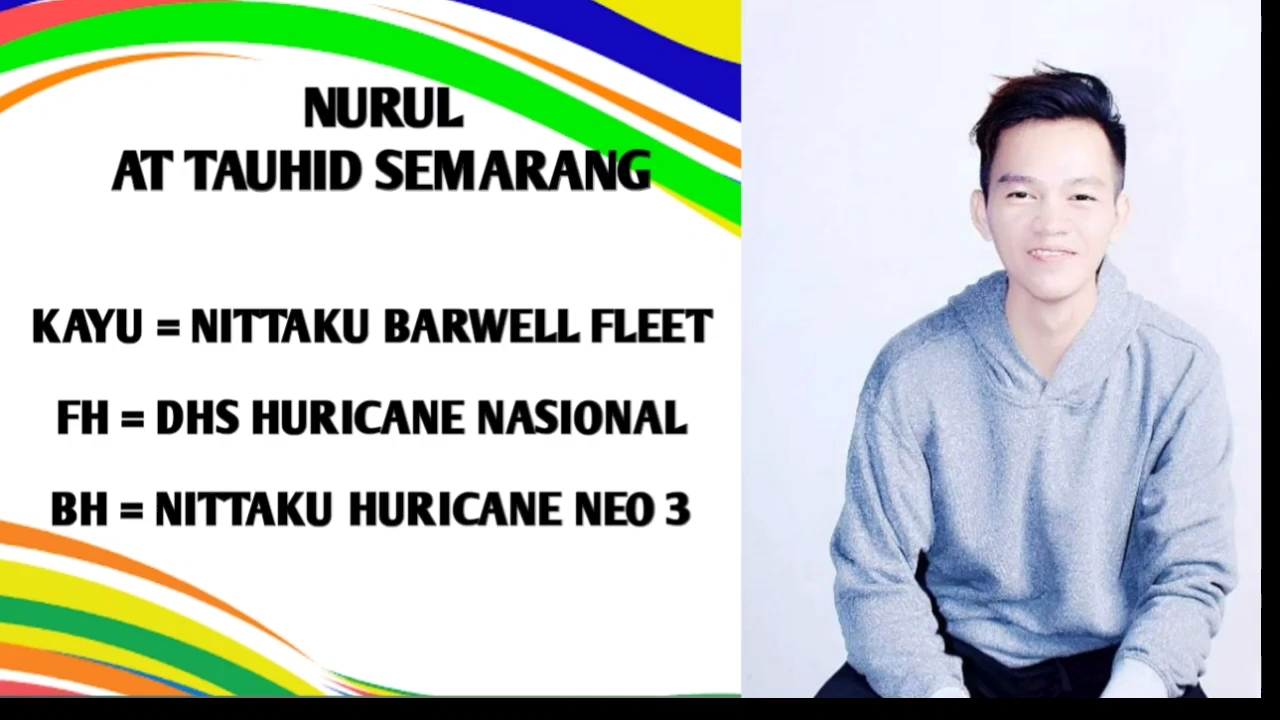 NURUL
AT TAUHID SEMARANG
KAYU = NITTAKU BARWELL FLEET
FH = DHS HURICANE NASIONAL
BH = NITTAKU HURICANE NEO 3